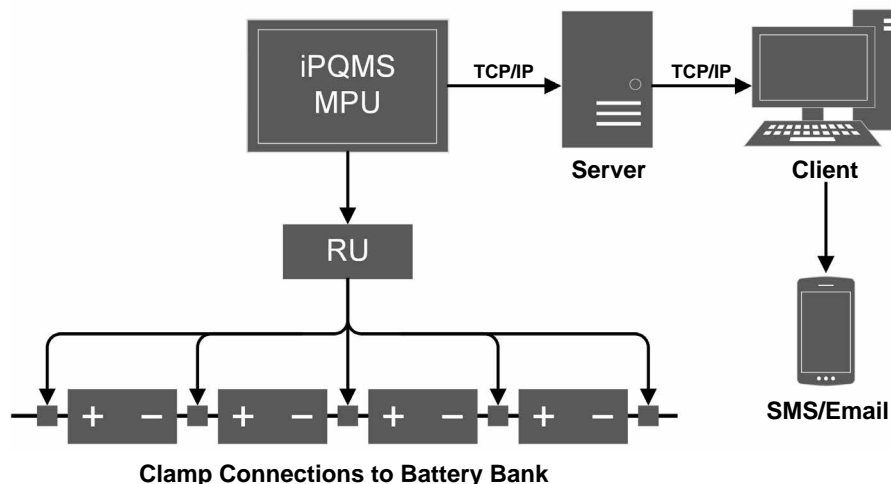 iPQMS
MPU
TCP/IP
TCP/IP
Server
Client
RU
+ − + − + − + −
SMS/Email
Clamp Connections to Battery Bank